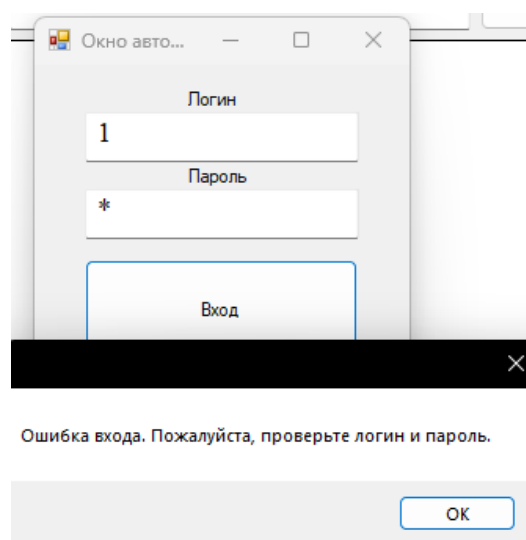 Окно авто...
Логин
1
Пароль
*
Вход
Ошибка входа. Пожалуйста, проверьте логин и пароль.
OK